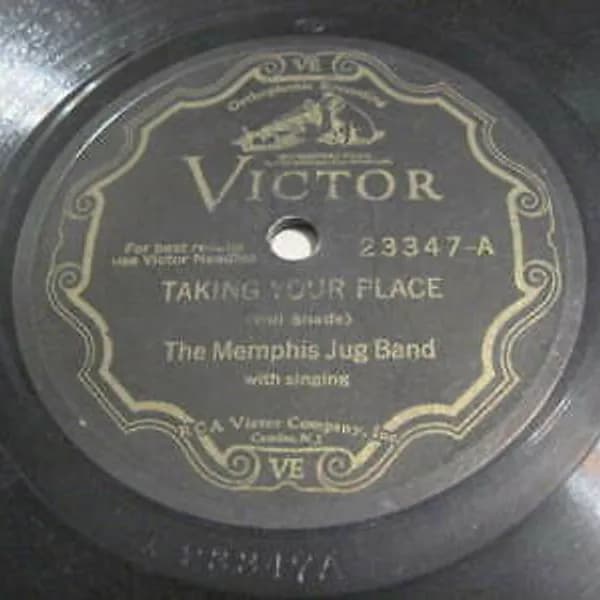 VE
Orthophonic Recording
VICTOR
For best results
use Victor Needles
23347-A
TAKING YOUR PLACE
(Will Shade)
The Memphis Jug Band
with singing
RCA Victor Company, Inc.
Camden, N.J.
VE
23347A